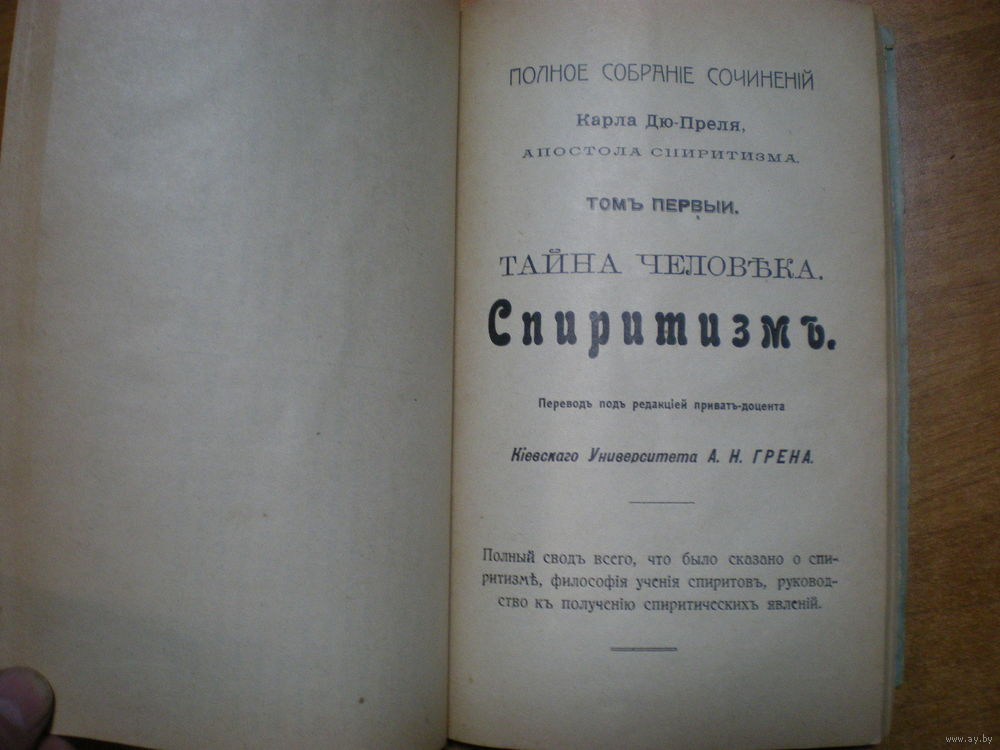 ПОЛНОЕ СОБРАНІЕ СОЧИНЕНІЙ
Карла Дю-Преля,
АПОСТОЛА СПИРИТИЗМА.
ТОМЪ ПЕРВЫЙ.
ТАЙНА ЧЕЛОВѢКА.
Спиритизмъ.
Переводъ подъ редакціей приватъ-доцента
Кіевскаго Университета А. Н. ГРЕНА.
Полный сводъ всего, что было сказано о спи-
ритизмѣ, философія ученія спиритовъ, руковод-
ство къ полученію спиритическихъ явленій.
www.ay.by